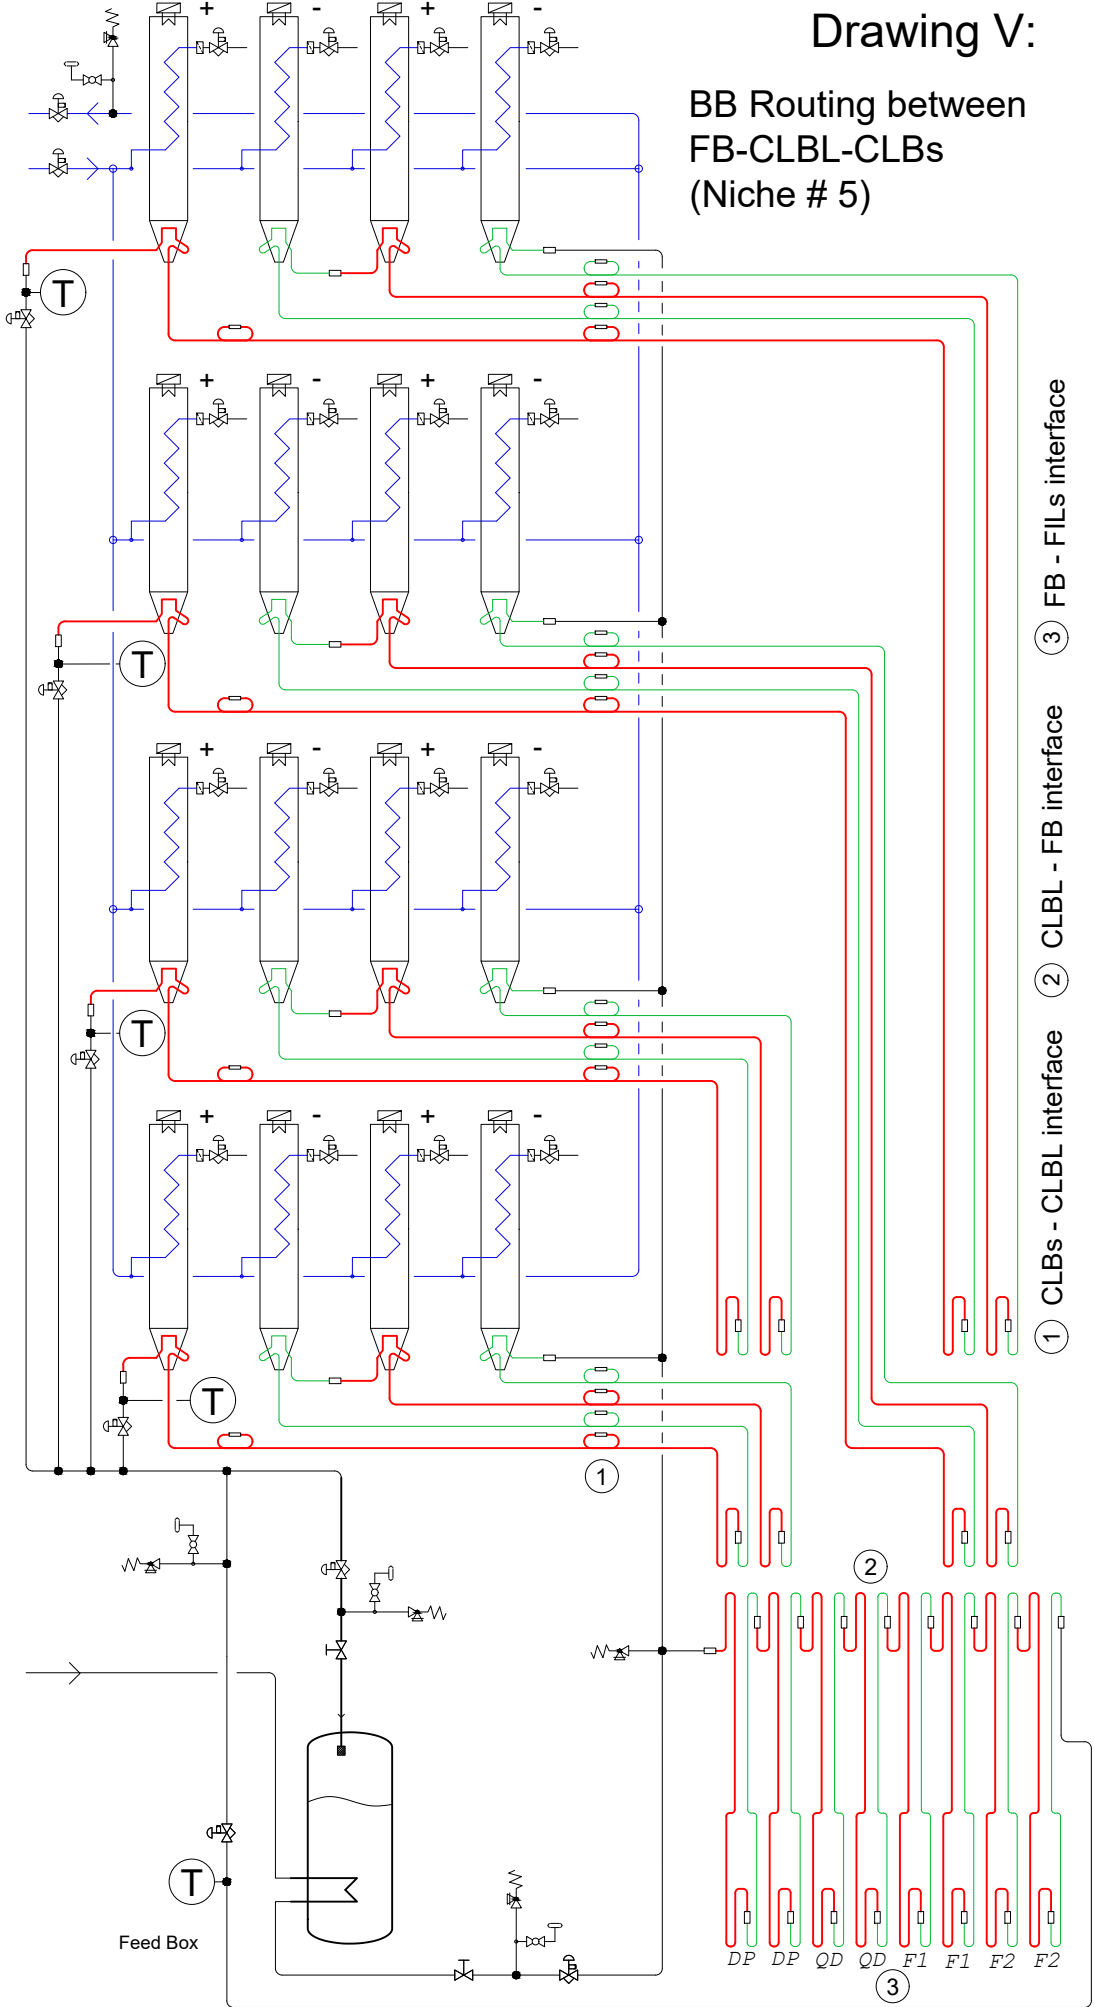 Drawing V:
BB Routing between
FB-CLBL-CLBs
(Niche # 5)
+ - + -
T
+ - + -
T
+ - + -
T
+ - + -
T
1 CLBs - CLBL interface
2 CLBL - FB interface
3 FB - FILs interface
1
2
T
Feed Box
DP DP QD QD F1 F1 F2 F2
3